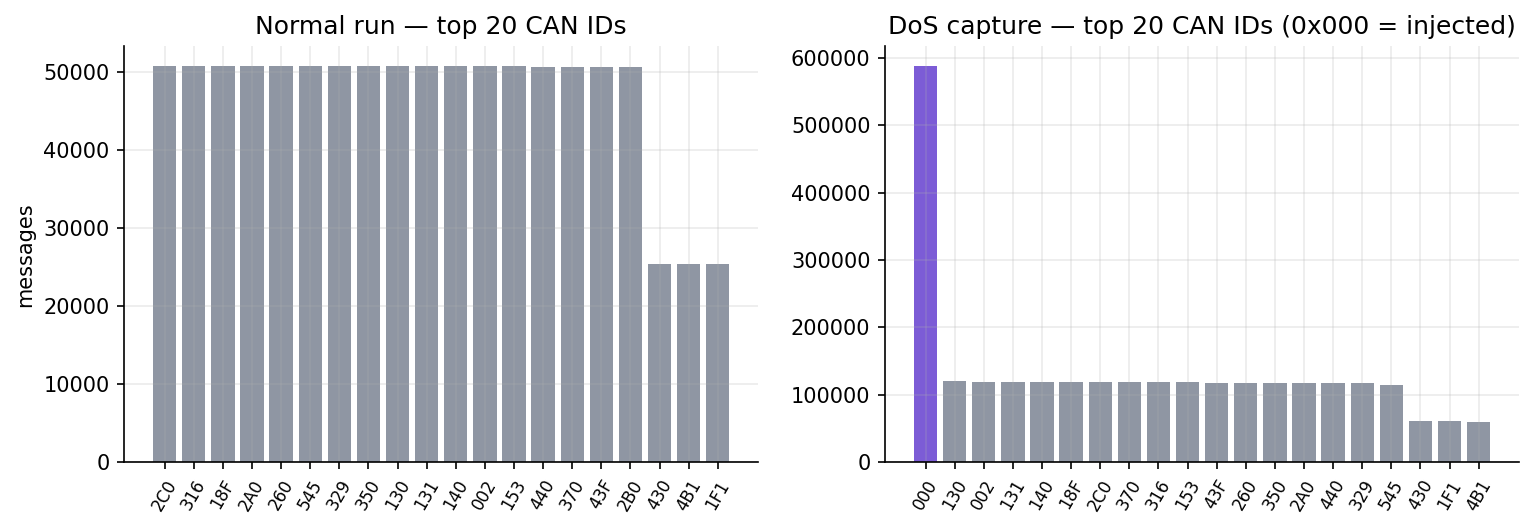 Normal run — top 20 CAN IDs
messages
50000
40000
30000
20000
10000
0
2C0 316 18F 2A0 260 545 329 350 130 131 140 002 153 440 370 43F 2B0 430 4B1 1F1
DoS capture — top 20 CAN IDs (0x000 = injected)
600000
500000
400000
300000
200000
100000
0
000 130 002 131 140 18F 2C0 370 316 153 43F 260 350 2A0 440 329 545 430 1F1 4B1